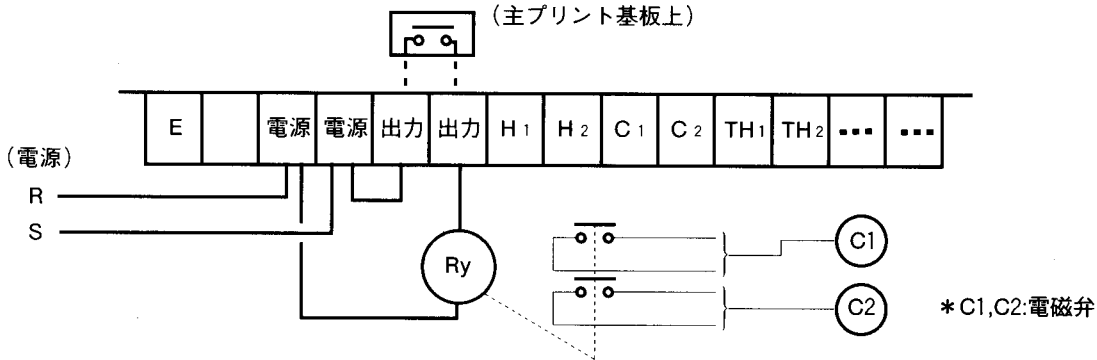 （主プリント基板上）
E 電源 電源 出力 出力 H1 H2 C1 C2 TH1 TH2 ▪▪▪ ▪▪▪
（電源）
R
S
Ry
C1
C2
＊C1,C2:電磁弁